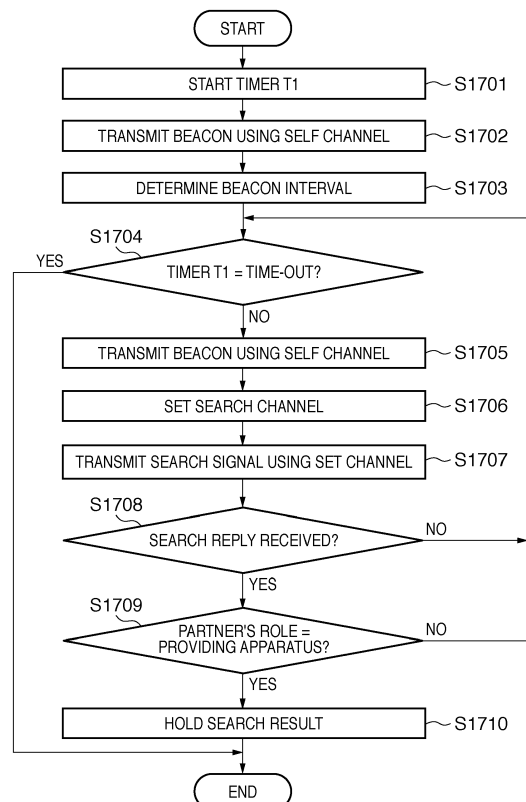 START
START TIMER T1
S1701
TRANSMIT BEACON USING SELF CHANNEL
S1702
DETERMINE BEACON INTERVAL
S1703
S1704
YES
TIMER T1 = TIME-OUT?
NO
TRANSMIT BEACON USING SELF CHANNEL
S1705
SET SEARCH CHANNEL
S1706
TRANSMIT SEARCH SIGNAL USING SET CHANNEL
S1707
S1708
SEARCH REPLY RECEIVED?
NO
YES
S1709
PARTNER'S ROLE =
PROVIDING APPARATUS?
NO
YES
HOLD SEARCH RESULT
S1710
END